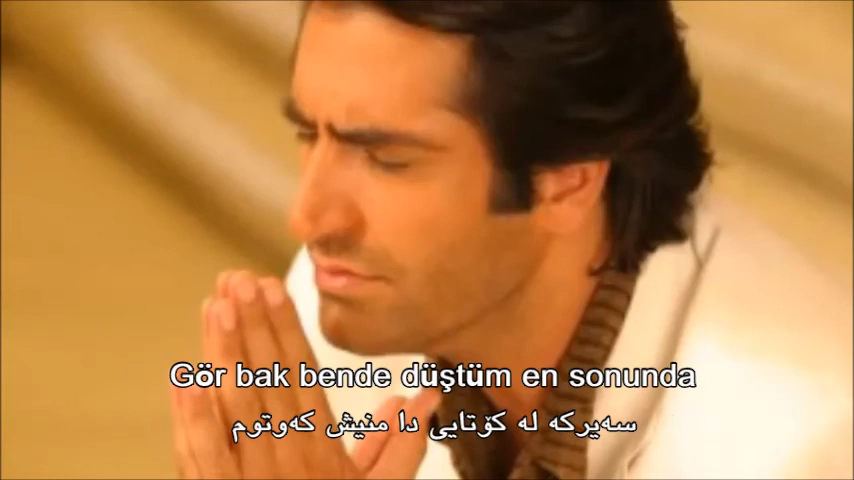 Gör bak bende düştüm en sonunda
سەیرکە لە کۆتایی دا منیش کەوتوم